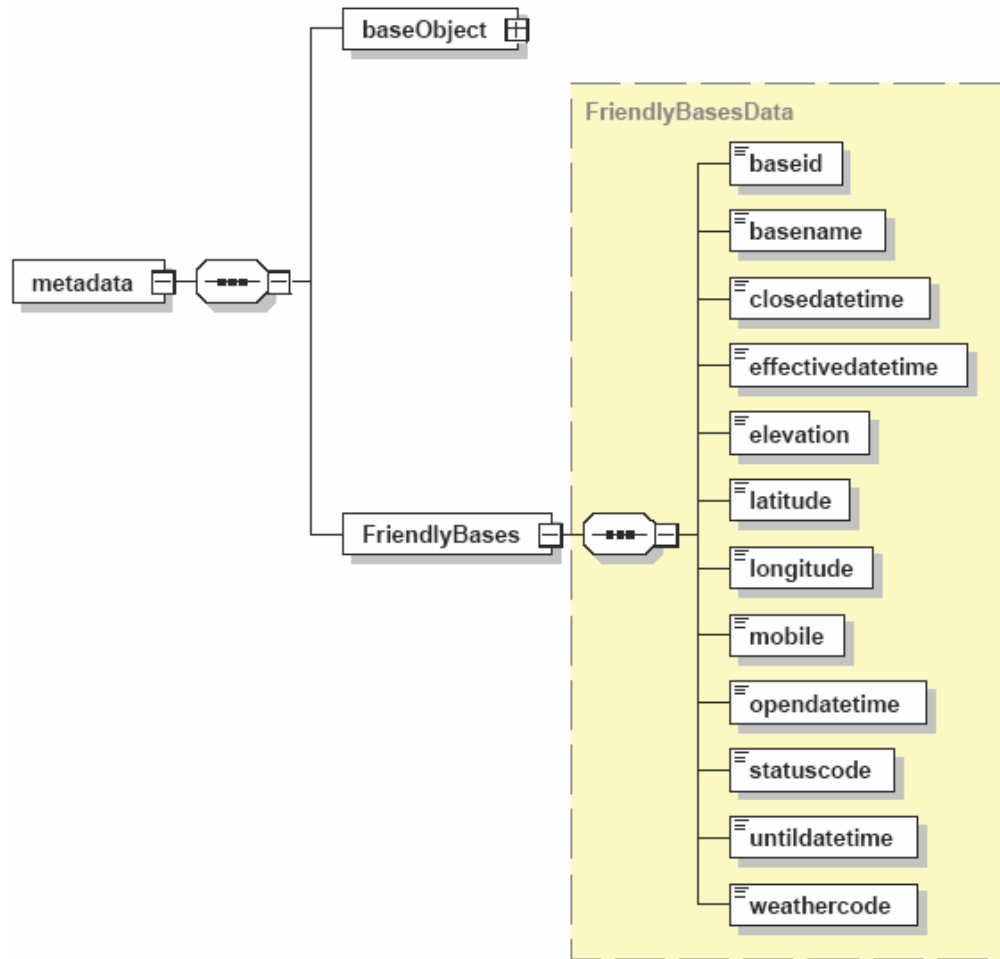 baseObject
FriendlyBasesData
baseid
basename
metadata
closedatetime
effectivedatetime
elevation
latitude
FriendlyBases
longitude
mobile
opendatetime
statuscode
untildatetime
weathercode